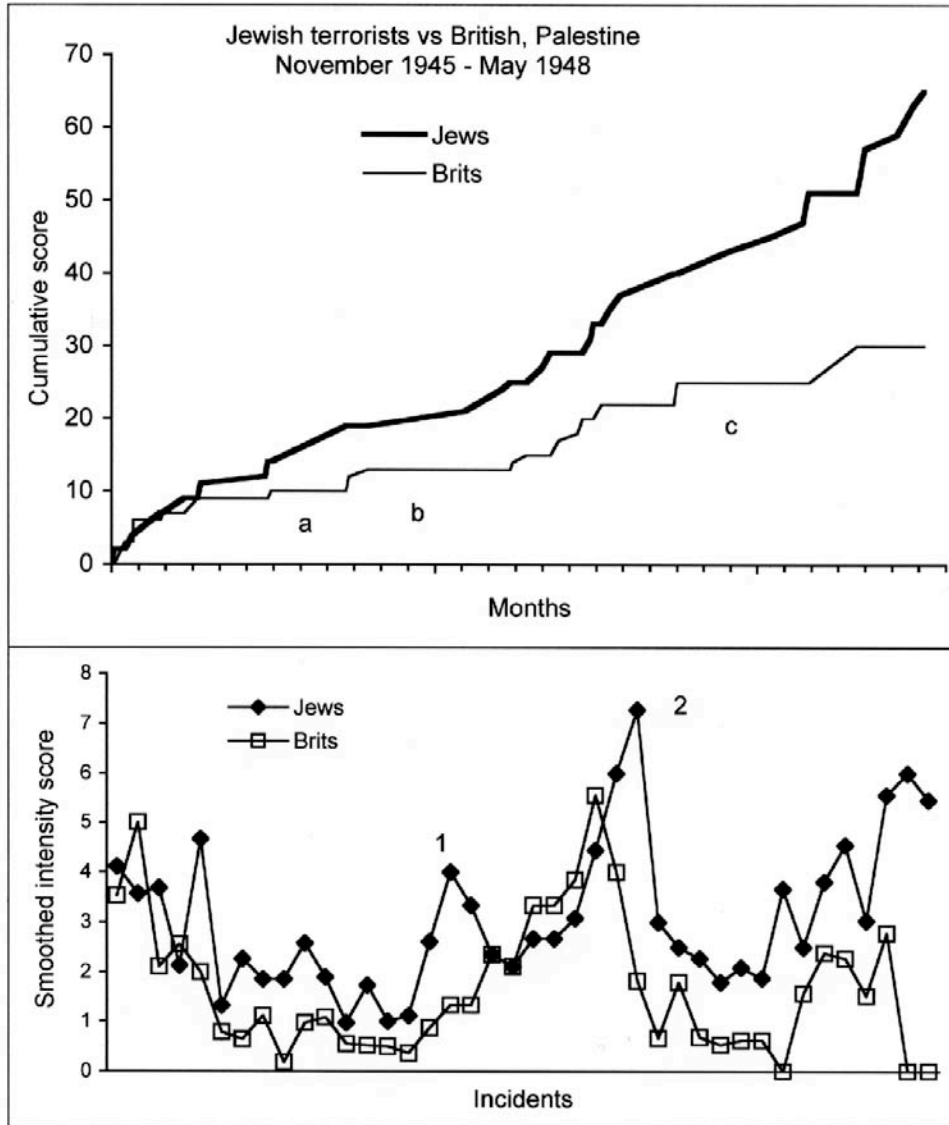 Jewish terrorists vs British, Palestine
November 1945 - May 1948
70
60
50
40
30
20
10
0
Cumulative score
Jews
Brits
a
b
c
Months
8
7
6
5
4
3
2
1
0
Smoothed intensity score
Jews
Brits
1
2
Incidents